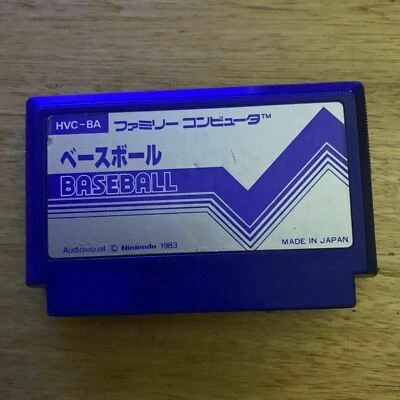 HVC-BA ファミリー コンピュータ™
ベースボール
BASEBALL
Audiovisual © Nintendo 1983
MADE IN JAPAN